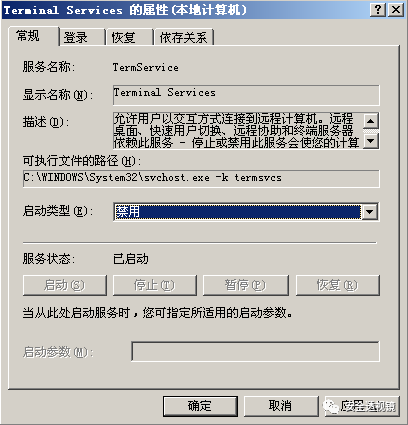 Terminal Services 的属性(本地计算机)
常规 登录 恢复 依存关系
服务名称: TermService
显示名称(N): Terminal Services
描述(D): 允许用户以交互方式连接到远程计算机。远程
桌面、快速用户切换、远程协助和终端服务器
依赖此服务 - 停止或禁用此服务会使您的计算
可执行文件的路径(H):
C:\WINDOWS\System32\svchost.exe -k termsvcs
启动类型(E): 禁用
服务状态: 已启动
启动(S) 停止(T) 暂停(P) 恢复(R)
当从此处启动服务时,您可指定所适用的启动参数。
启动参数(M):
确定 取消
安全透视镜